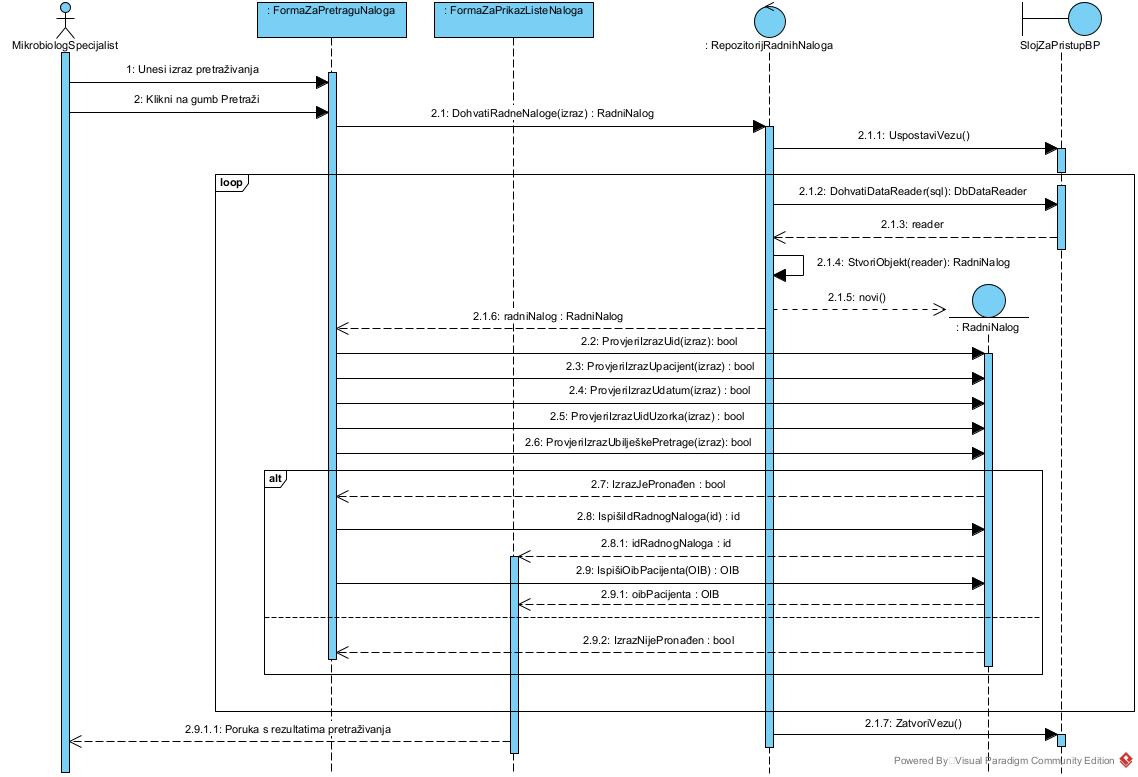 : FormaZaPretraguNaloga
: FormaZaPrikazListeNaloga
MikrobiologSpecijalist
: RepozitorijRadnihNaloga
SlojZaPristupBP
1: Unesi izraz pretraživanja
2: Klikni na gumb Pretraži
2.1: DohvatiRadneNaloge(izraz) : RadniNalog
2.1.1: UspostaviVezu()
loop
2.1.2: DohvatiDataReader(sql): DbDataReader
2.1.3: reader
2.1.4: StvoriObjekt(reader): RadniNalog
2.1.5: novi()
2.1.6: radniNalog : RadniNalog
: RadniNalog
2.2: ProvjeriIzrazUid(izraz): bool
2.3: ProvjeriIzrazUpacijent(izraz) : bool
2.4: ProvjeriIzrazUdatum(izraz) : bool
2.5: ProvjeriIzrazUidUzorka(izraz) : bool
2.6: ProvjeriIzrazUbilješkePretrage(izraz): bool
alt
2.7: IzrazJePronađen : bool
2.8: IspišiIdRadnogNaloga(id) : id
2.8.1: idRadnogNaloga : id
2.9: IspišiOibPacijenta(OIB) : OIB
2.9.1: oibPacijenta : OIB
2.9.2: IzrazNijePronađen : bool
2.9.1.1: Poruka s rezultatima pretraživanja
2.1.7: ZatvoriVezu()
Powered By Visual Paradigm Community Edition